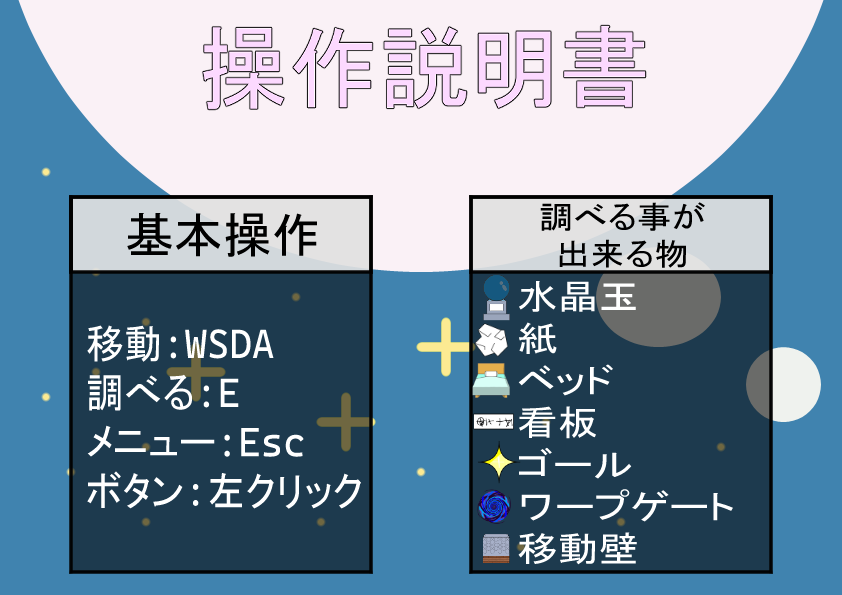 操作説明書
基本操作
移動:WSDA
調べる:E
メニュー:Esc
ボタン:左クリック
調べる事が
出来る物
水晶玉
紙
ベッド
看板
ゴール
ワープゲート
移動壁